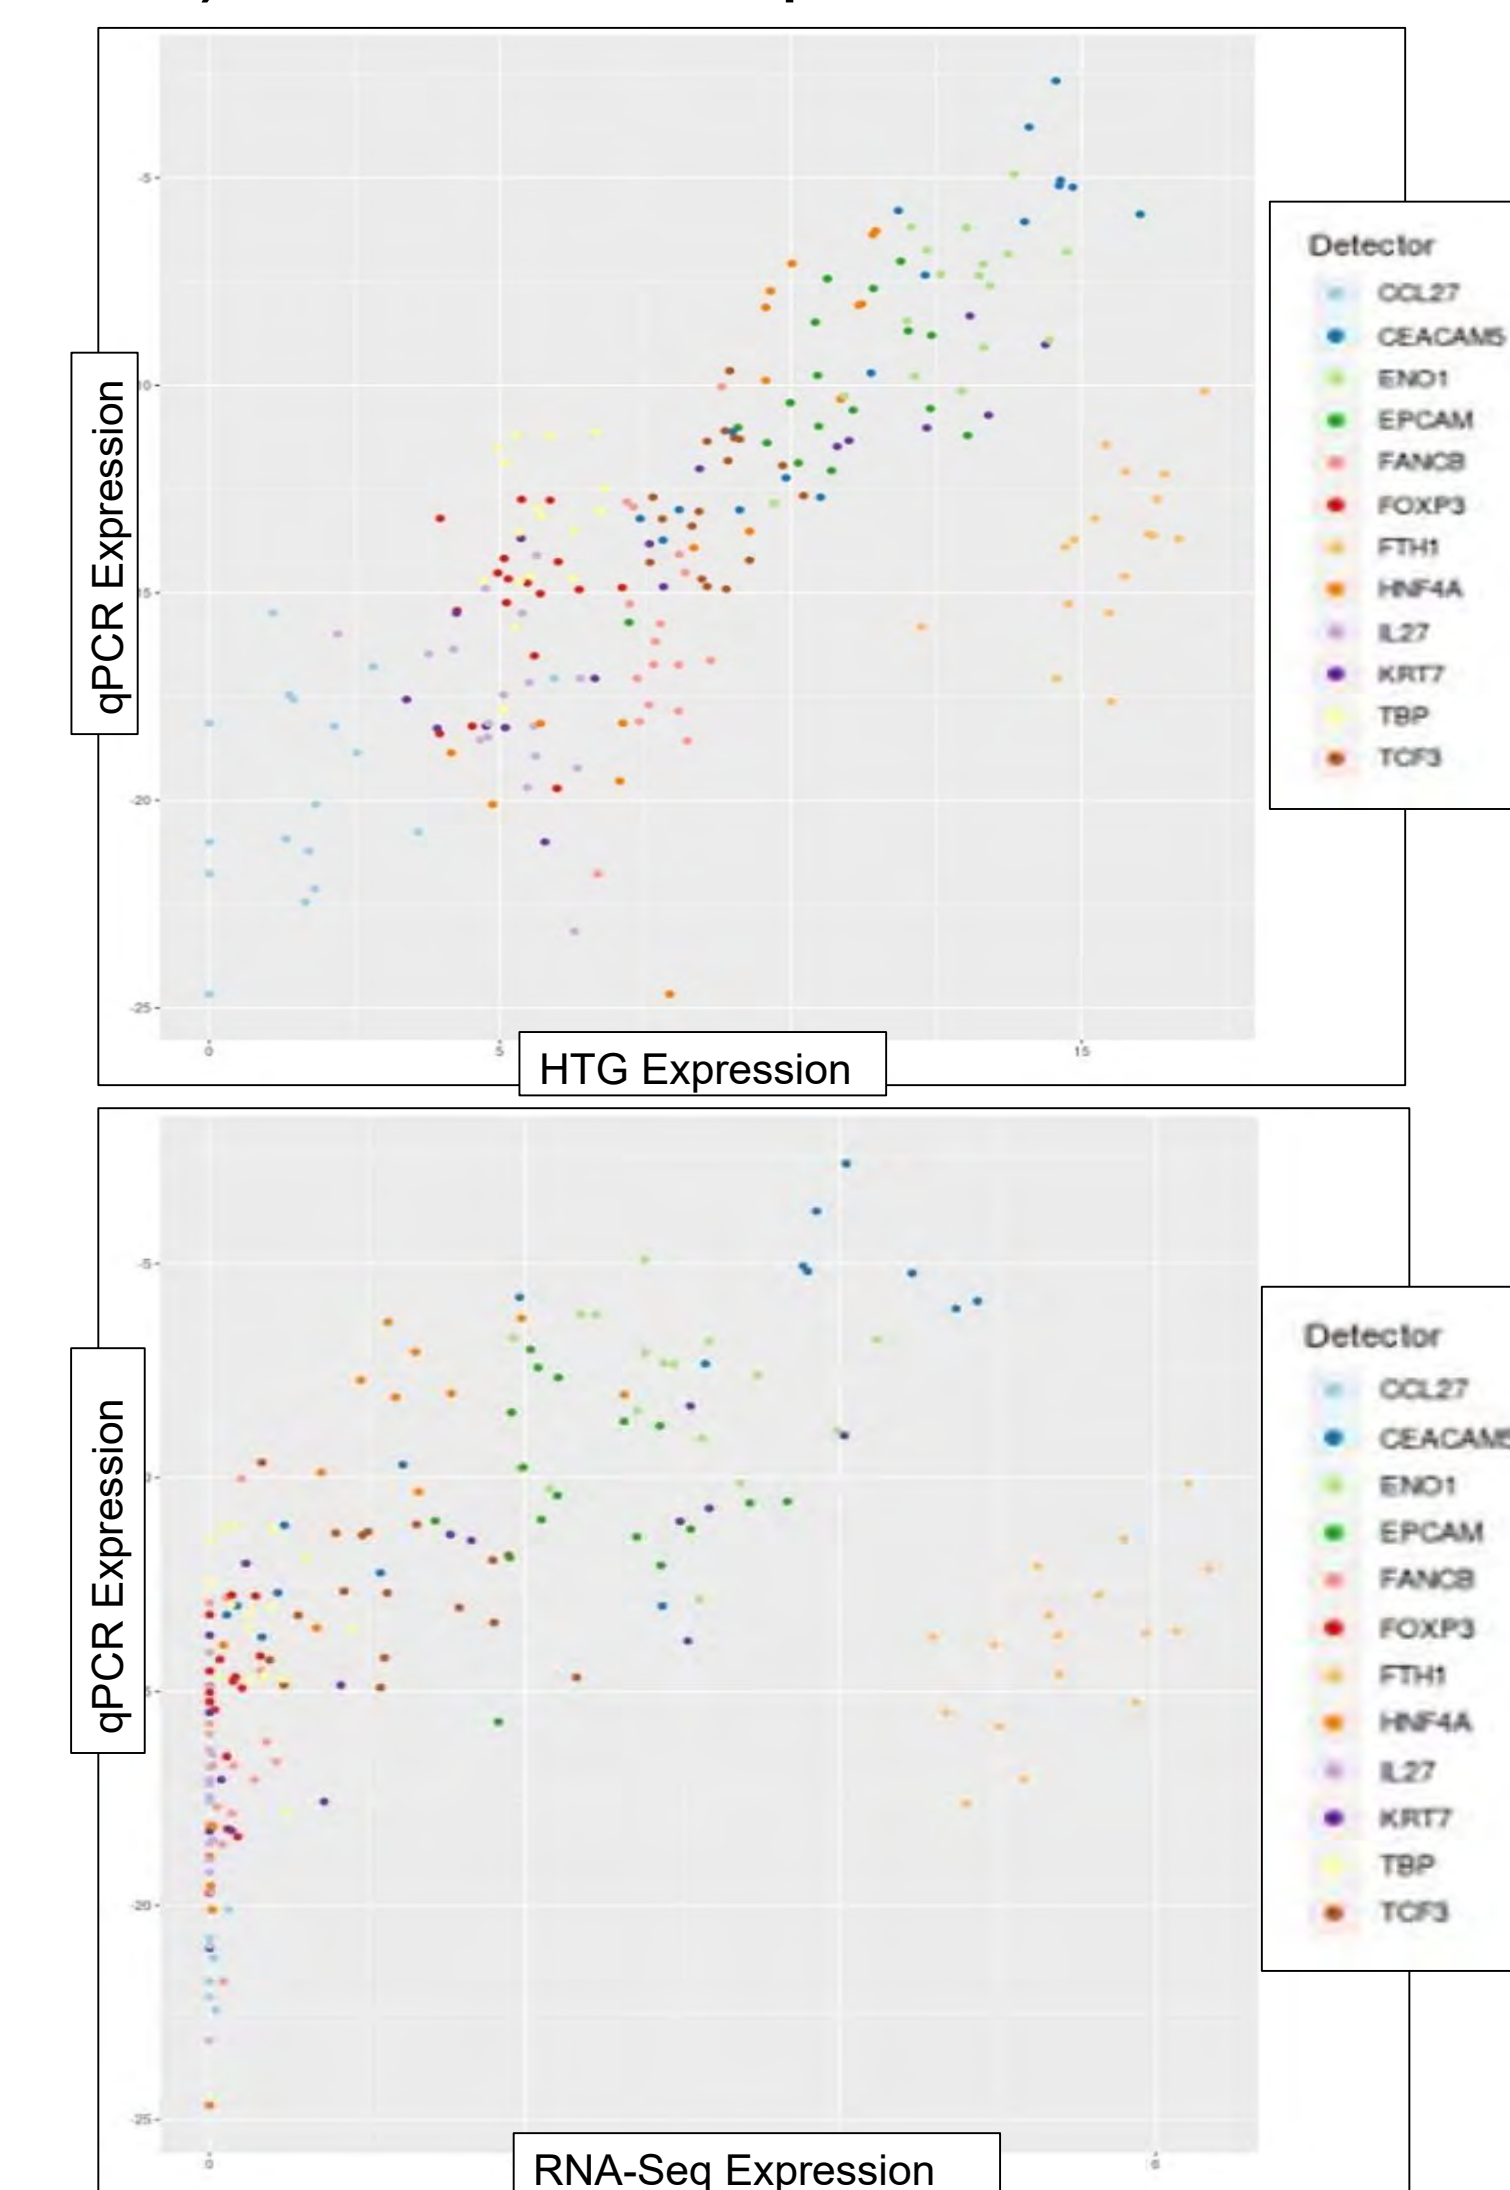 -5
-15
-20
-25
qPCR Expression
0
5
15
HTG Expression
Detector
CCL27
CEACAM5
ENO1
EPCAM
FANCB
FOXP3
FTH1
HNF4A
IL27
KRT7
TBP
TCF3
-5
-20
-25
qPCR Expression
0
RNA-Seq Expression
Detector
CCL27
CEACAM5
ENO1
EPCAM
FANCB
FOXP3
FTH1
HNF4A
IL27
KRT7
TBP
TCF3